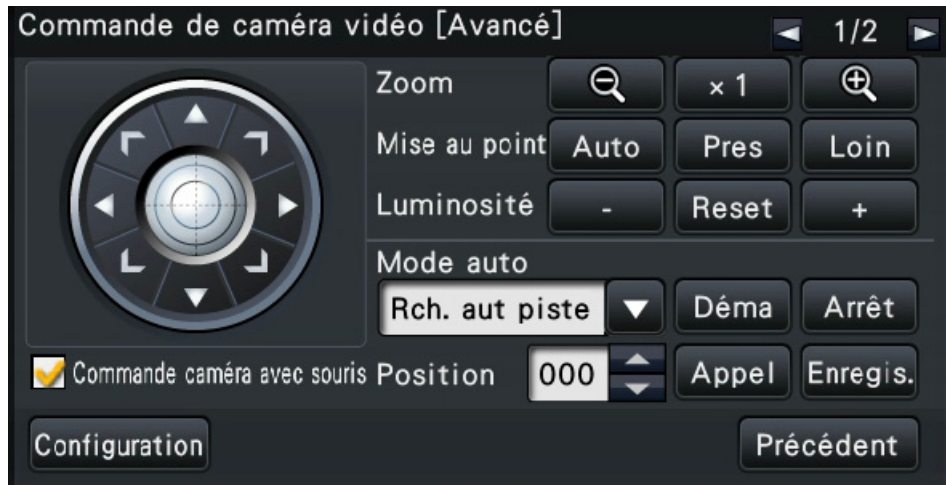 Commande de caméra vidéo [Avancé] 1/2
Zoom × 1
Mise au point Auto Pres Loin
Luminosité - Reset +
Mode auto
Rch. aut piste Déma Arrêt
Commande caméra avec souris Position 000 Appel Enregis.
Configuration Précédent